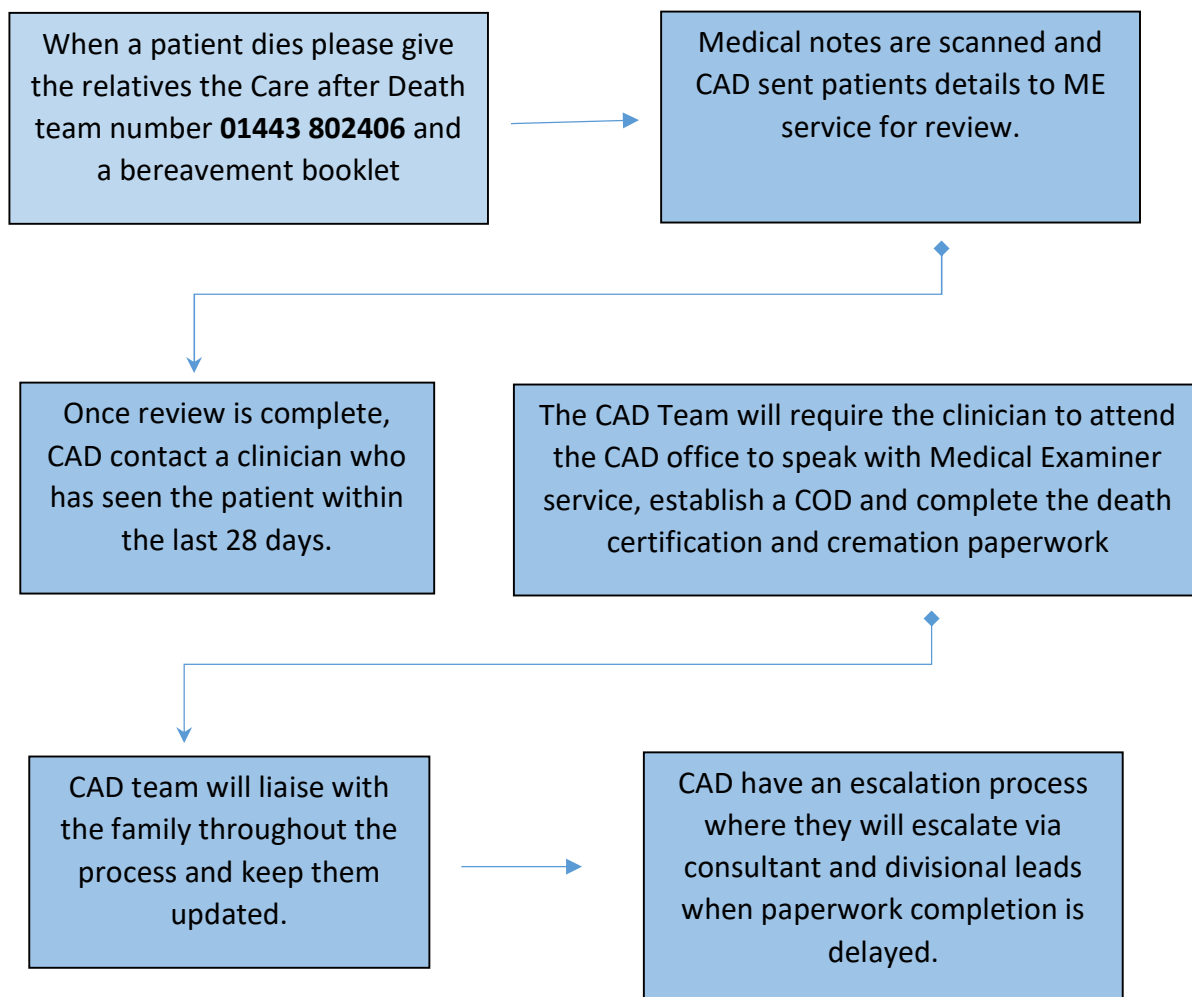 When a patient dies please give
the relatives the Care after Death
team number 01443 802406 and
a bereavement booklet
Medical notes are scanned and
CAD sent patients details to ME
service for review.
Once review is complete,
CAD contact a clinician who
has seen the patient within
the last 28 days.
The CAD Team will require the clinician to attend
the CAD office to speak with Medical Examiner
service, establish a COD and complete the death
certification and cremation paperwork
CAD team will liaise with
the family throughout the
process and keep them
updated.
CAD have an escalation process
where they will escalate via
consultant and divisional leads
when paperwork completion is
delayed.